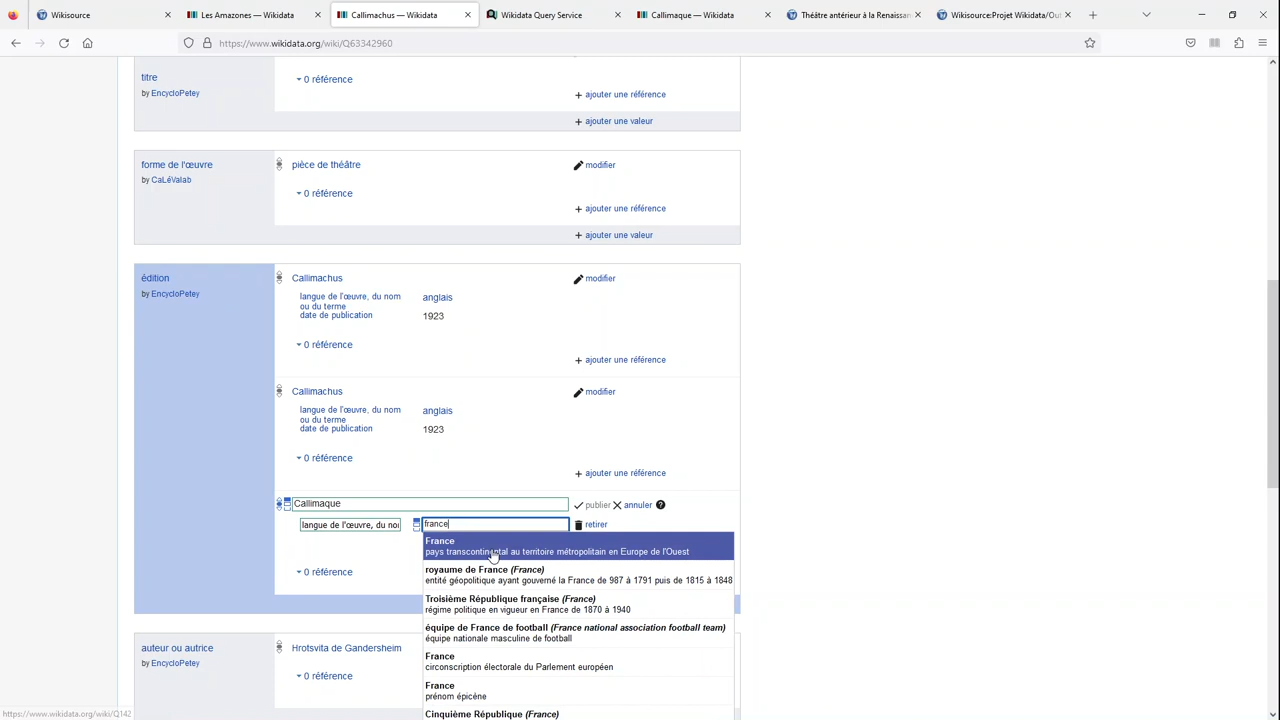 Wikisource
Les Amazones — Wikidata
Callimachus — Wikidata
Wikidata Query Service
Callimaque — Wikidata
Théâtre antérieur à la Renaissan
Wikisource:Projet Wikidata/Ou
https://www.wikidata.org/wiki/Q63342960
titre
by EncycloPetey
0 référence
+ ajouter une référence
+ ajouter une valeur
forme de l'œuvre
by CaLéValab
pièce de théâtre
modifier
0 référence
+ ajouter une référence
+ ajouter une valeur
édition
by EncycloPetey
Callimachus
modifier
langue de l'œuvre, du nom
ou du terme
anglais
date de publication
1923
0 référence
+ ajouter une référence
Callimachus
modifier
langue de l'œuvre, du nom
ou du terme
anglais
date de publication
1923
0 référence
+ ajouter une référence
Callimaque
publier annuler ?
langue de l'œuvre, du no
france
retirer
France
pays transcontinental au territoire métropolitain en Europe de l'Ouest
royaume de France (France)
entité géopolitique ayant gouverné la France de 987 à 1791 puis de 1815 à 1848
0 référence
Troisième République française (France)
régime politique en vigueur en France de 1870 à 1940
équipe de France de football (France national association football team)
équipe nationale masculine de football
France
circonscription électorale du Parlement européen
France
prénom épicène
Cinquième République (France)
auteur ou autrice
by EncycloPetey
Hrotsvita de Gandersheim
0 référence
https://www.wikidata.org/wiki/Q142